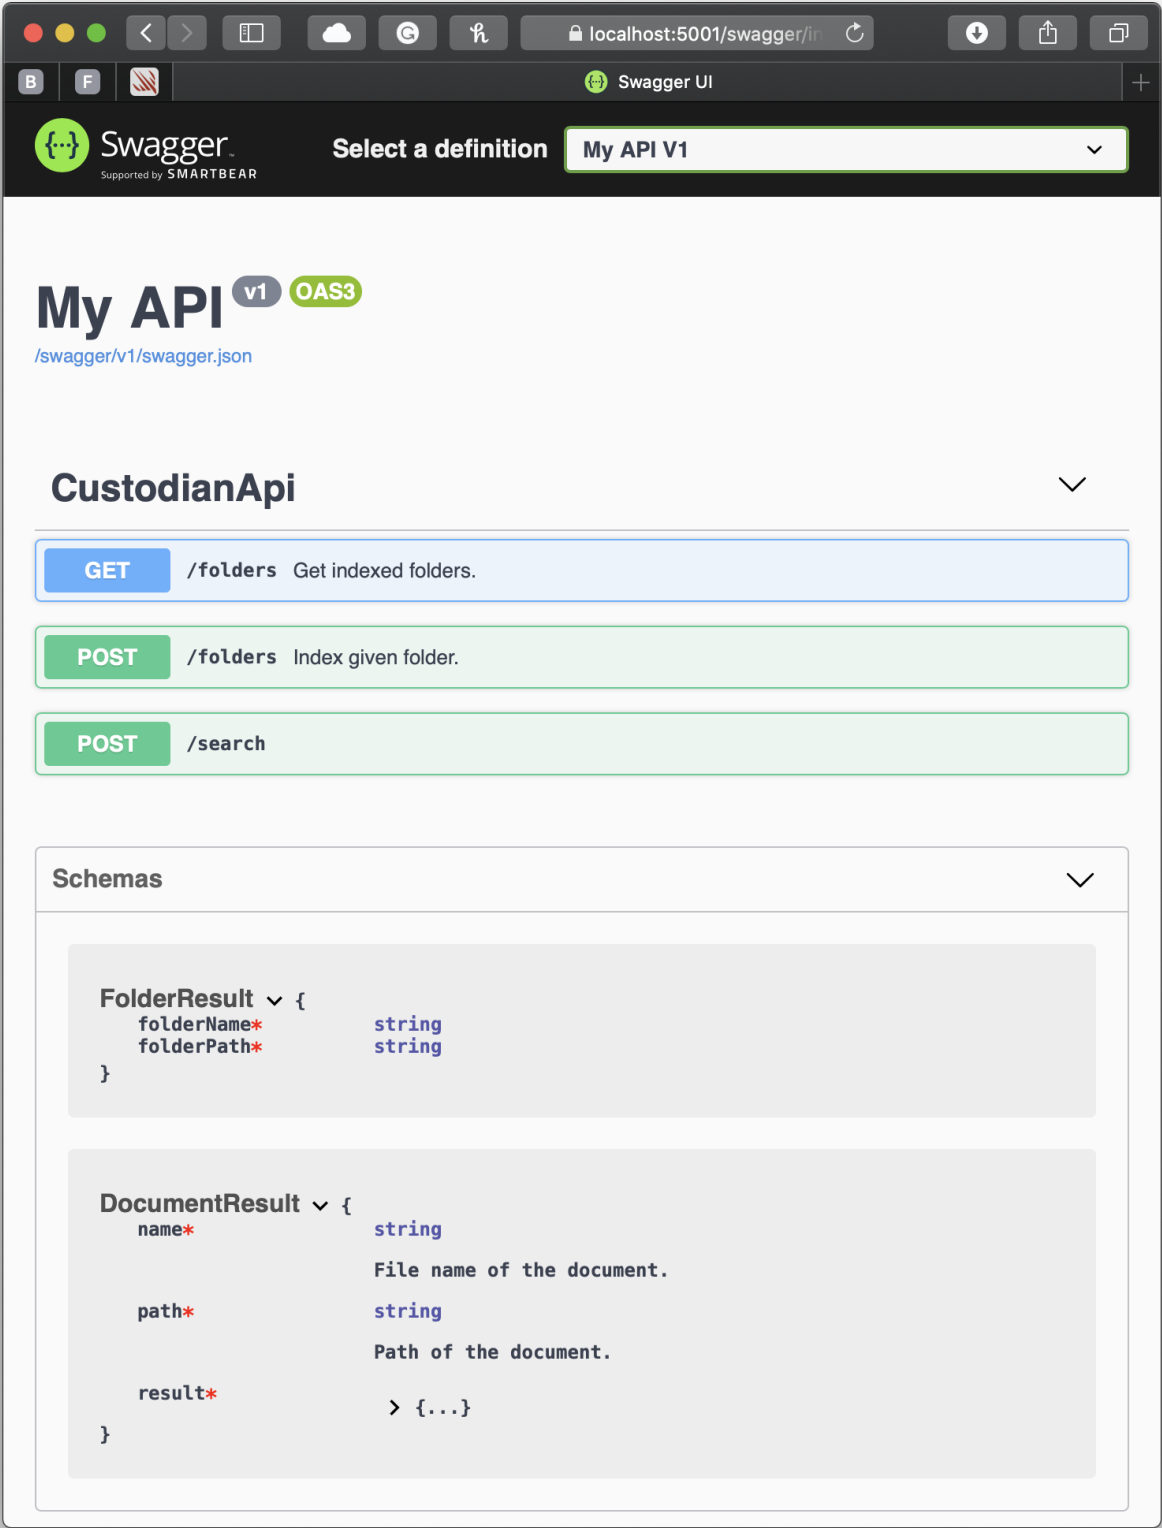 localhost:5001/swagger/in
B
F
Swagger UI
Swagger™
Supported by SMARTBEAR
Select a definition
My API V1
My API v1 OAS3
/swagger/v1/swagger.json
CustodianApi
GET /folders Get indexed folders.
POST /folders Index given folder.
POST /search
Schemas
FolderResult {
folderName* string
folderPath* string
}
DocumentResult {
name* string
File name of the document.
path* string
Path of the document.
result* {...}
}